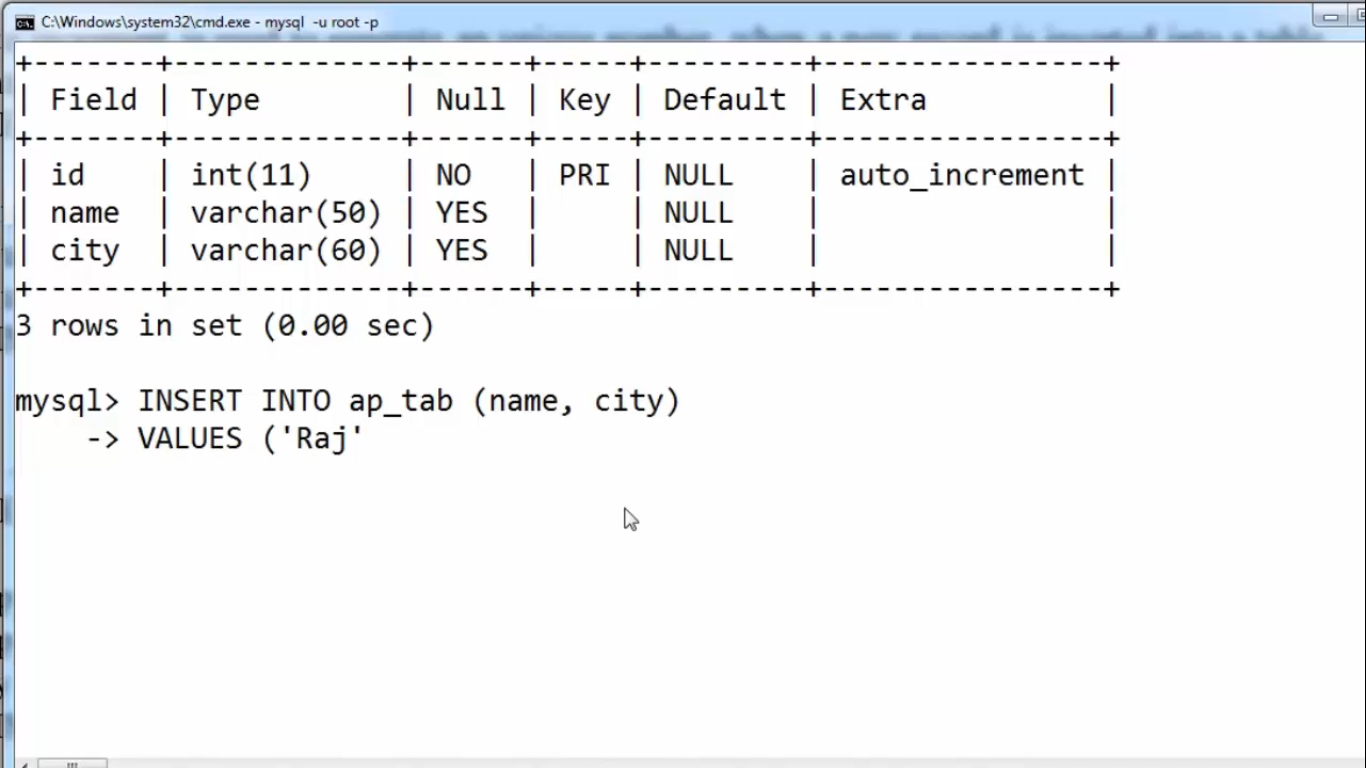 C:\Windows\system32\cmd.exe - mysql  -u root -p
+-------+-------------+------+-----+---------+----------------+
| Field | Type        | Null | Key | Default | Extra          |
+-------+-------------+------+-----+---------+----------------+
| id    | int(11)     | NO   | PRI | NULL    | auto_increment |
| name  | varchar(50) | YES  |     | NULL    |                |
| city  | varchar(60) | YES  |     | NULL    |                |
+-------+-------------+------+-----+---------+----------------+
3 rows in set (0.00 sec)
mysql> INSERT INTO ap_tab (name, city)
    -> VALUES ('Raj'